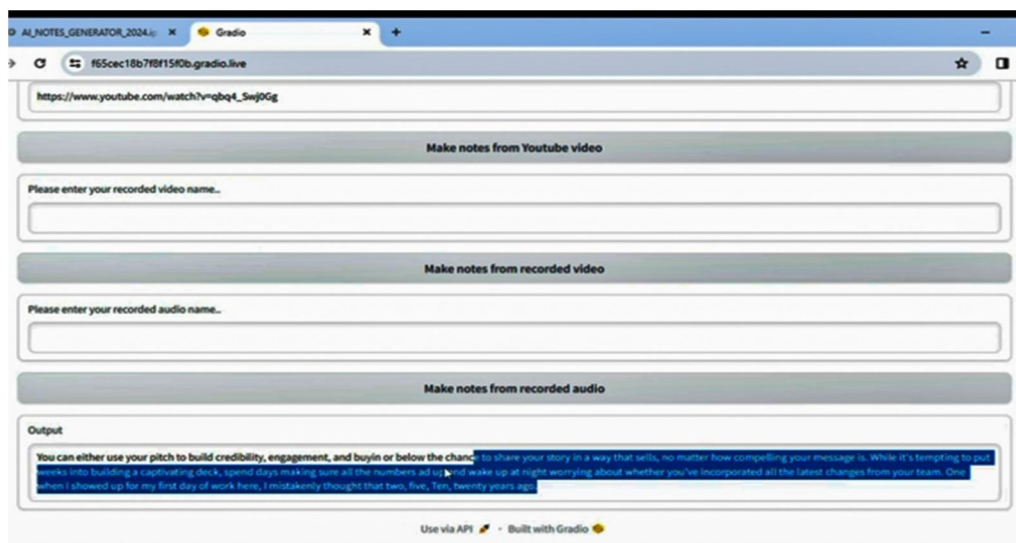 AI_NOTES_GENERATOR_2024.ip
Gradio
f65cec18b7f8f15f0b.gradio.live
https://www.youtube.com/watch?v=qbq4_Swj0Gg
Make notes from Youtube video
Please enter your recorded video name..
Make notes from recorded video
Please enter your recorded audio name..
Make notes from recorded audio
Output
You can either use your pitch to build credibility, engagement, and buyin or below the chance to share your story in a way that sells, no matter how compelling your message is. While it's tempting to put
weeks into building a captivating deck, spend days making sure all the numbers ad up and wake up at night worrying about whether you've incorporated all the latest changes from your team. One
when I showed up for my first day of work here, I mistakenly thought that two, five, Ten, twenty years ago.
Use via API · Built with Gradio